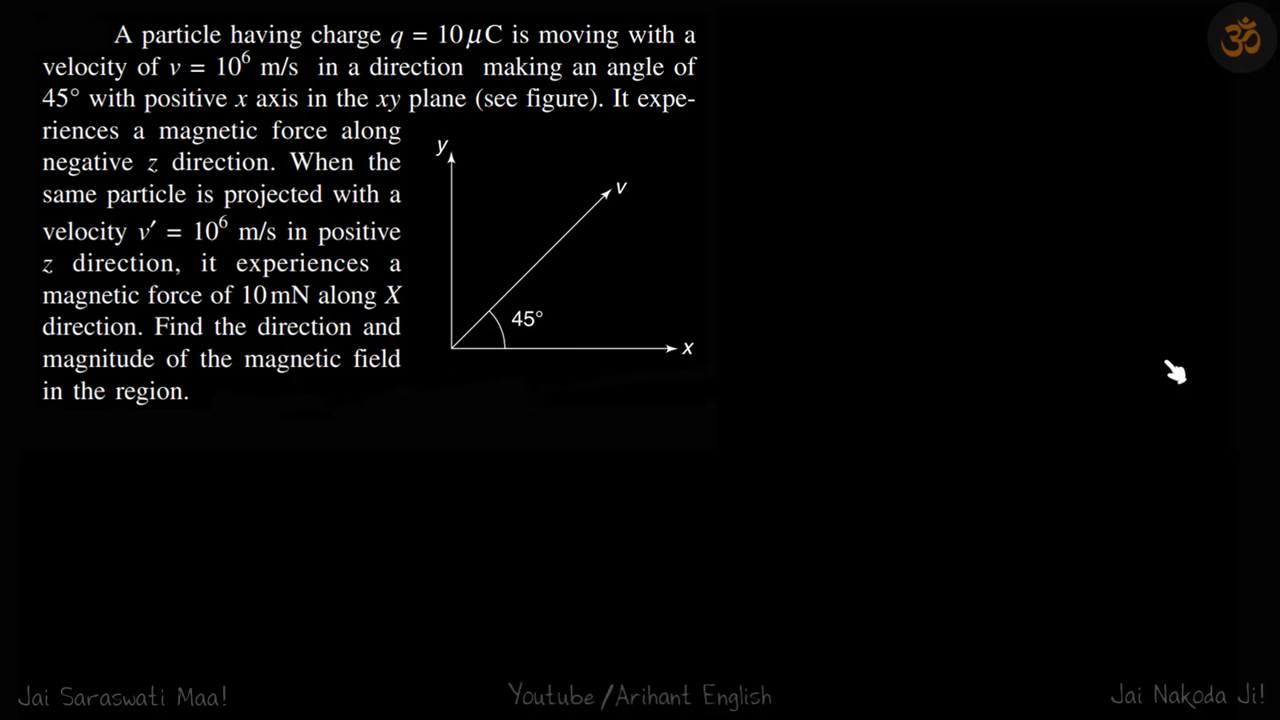 ॐ
A particle having charge q = 10 μC is moving with a
velocity of v = 10⁶ m/s in a direction making an angle of
45° with positive x axis in the xy plane (see figure). It expe-
riences a magnetic force along
negative z direction. When the
same particle is projected with a
velocity v′ = 10⁶ m/s in positive
z direction, it experiences a
magnetic force of 10 mN along X
direction. Find the direction and
magnitude of the magnetic field
in the region.
y
v
45°
x
Jai Saraswati Maa!
Youtube/Arihant English
Jai Nakoda Ji!